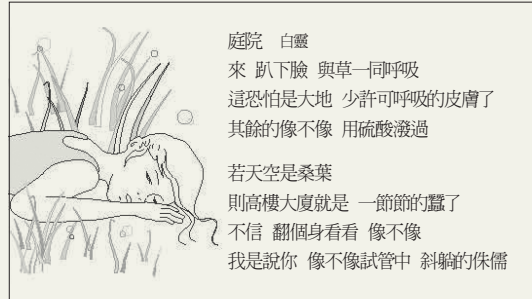 庭院　白靈
來 趴下臉 與草一同呼吸
這恐怕是大地 少許可呼吸的皮膚了
其餘的像不像 用硫酸潑過
若天空是桑葉
則高樓大廈就是 一節節的蠶了
不信 翻個身看看 像不像
我是說你 像不像試管中 斜躺的侏儒